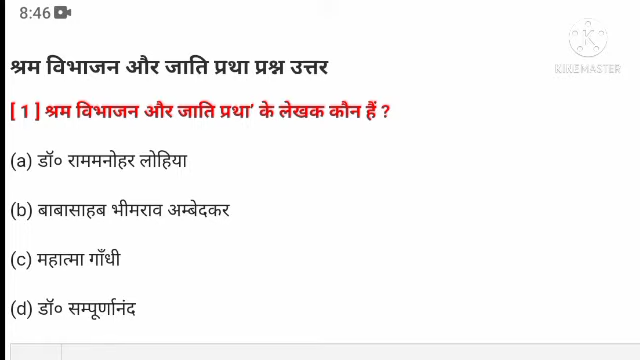 8:46
KINEMASTER
श्रम विभाजन और जाति प्रथा प्रश्न उत्तर
[ 1 ] श्रम विभाजन और जाति प्रथा’ के लेखक कौन हैं ?
(a) डॉ० राममनोहर लोहिया
(b) बाबासाहब भीमराव अम्बेदकर
(c) महात्मा गाँधी
(d) डॉ० सम्पूर्णानंद